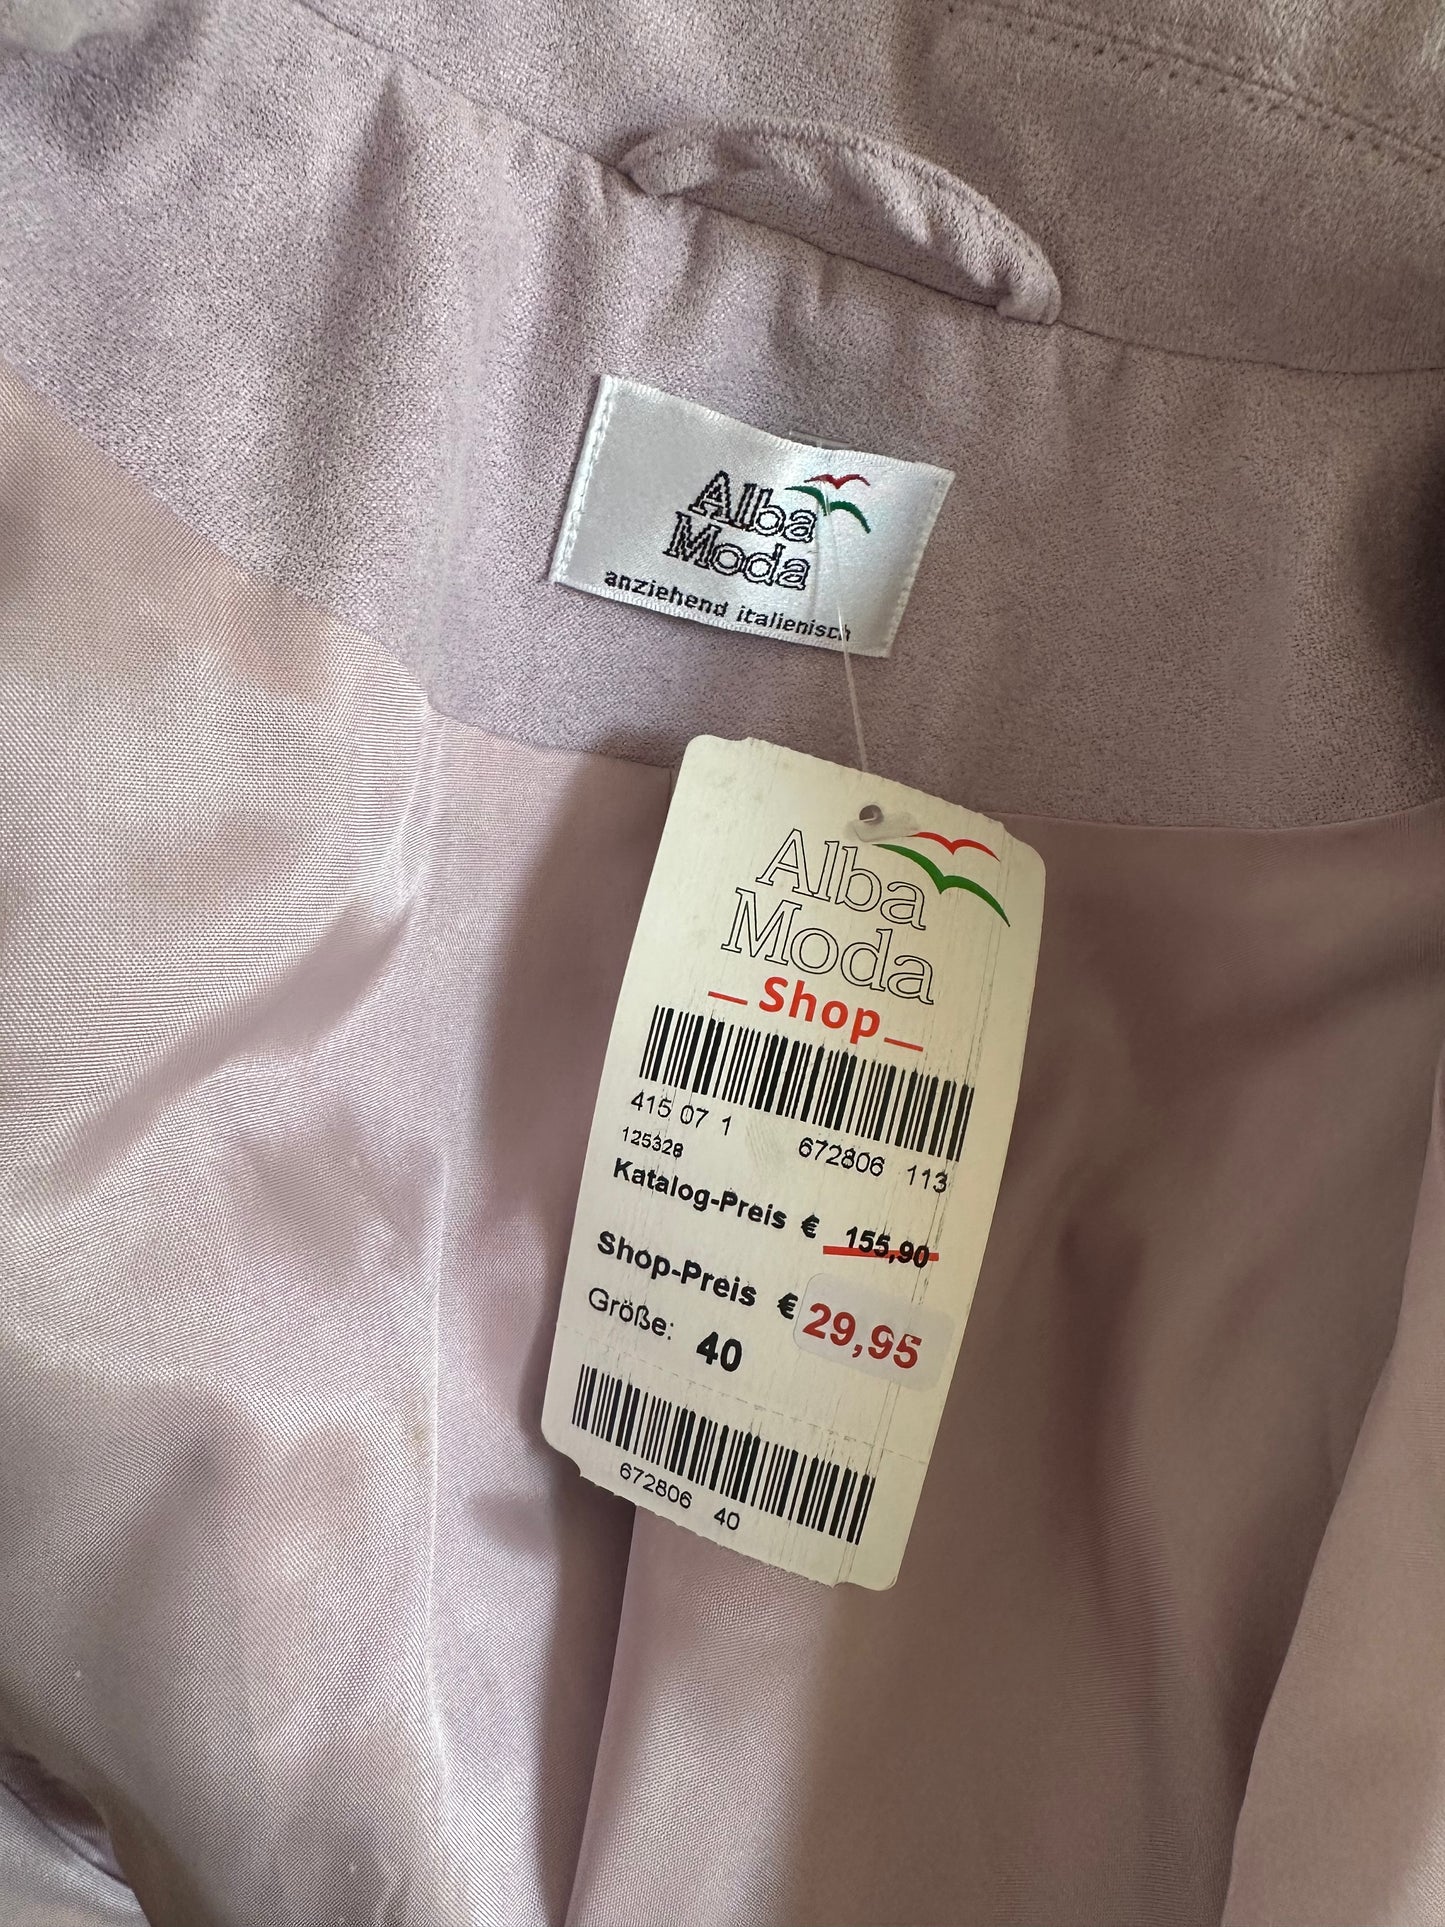 Alba
Moda
anziehend italienisch
Alba
Moda
Shop
415 07 1 672806 113
125328
Katalog-Preis € 155,90
Shop-Preis € 29,95
Größe: 40
672806 40